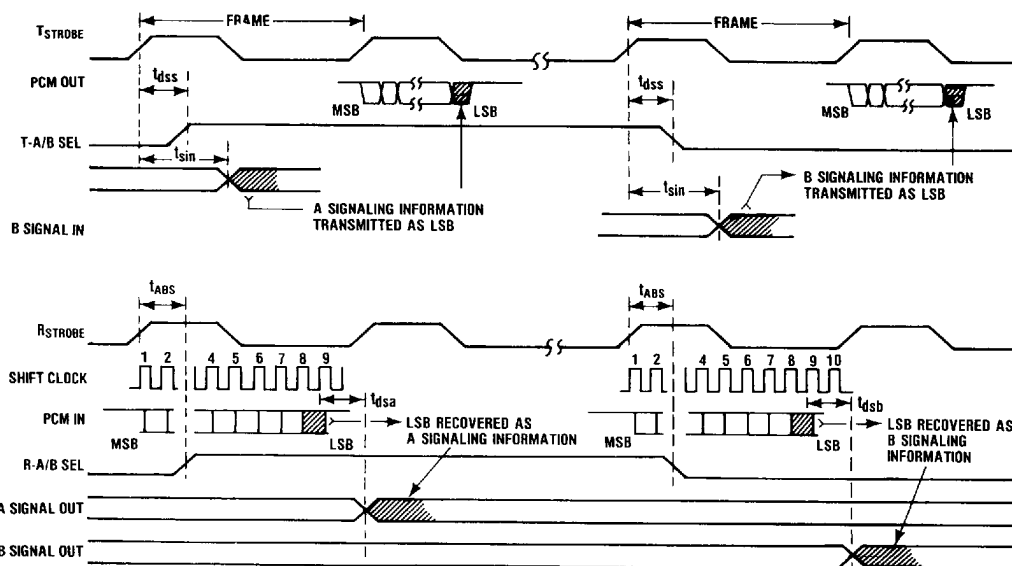 FRAME FRAME
TSTROBE
tdss tdss
PCM OUT
MSB LSB MSB LSB
T-A/B SEL
tsin tsin
A SIGNALING INFORMATION
TRANSMITTED AS LSB
B SIGNALING INFORMATION
TRANSMITTED AS LSB
B SIGNAL IN
tABS tABS
RSTROBE
1 2 4 5 6 7 8 9 1 2 4 5 6 7 8 9 10
SHIFT CLOCK
tdsa tdsb
PCM IN
MSB LSB MSB LSB
LSB RECOVERED AS
A SIGNALING INFORMATION
LSB RECOVERED AS
B SIGNALING
INFORMATION
R-A/B SEL
A SIGNAL OUT
B SIGNAL OUT